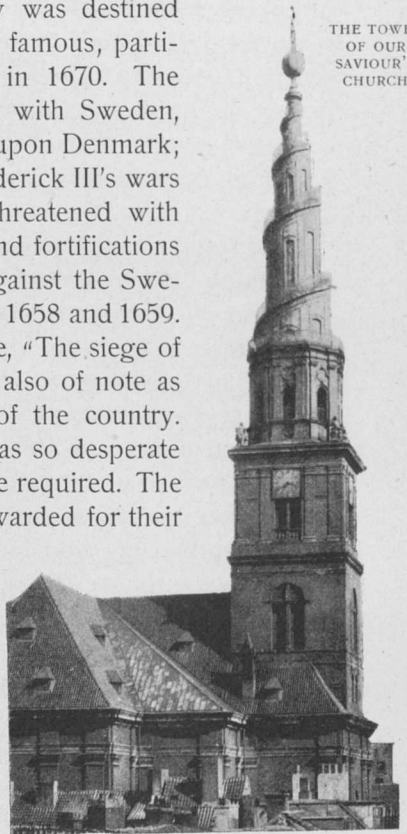 was destined
famous, parti-
in 1670. The
with Sweden,
upon Denmark;
derick III's wars
hreatened with
nd fortifications
gainst the Swe-
1658 and 1659.
e, “The siege of
also of note as
of the country.
as so desperate
e required. The
warded for their
THE TOWE
OF OUR
SAVIOUR'
CHURCH